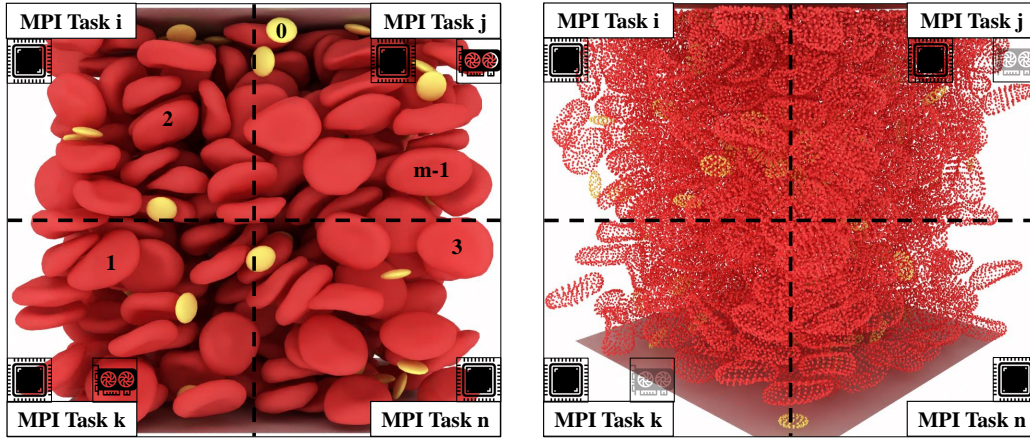 MPI Task i
MPI Task j
0
2
m-1
1
3
MPI Task k
MPI Task n
MPI Task i
MPI Task j
MPI Task k
MPI Task n